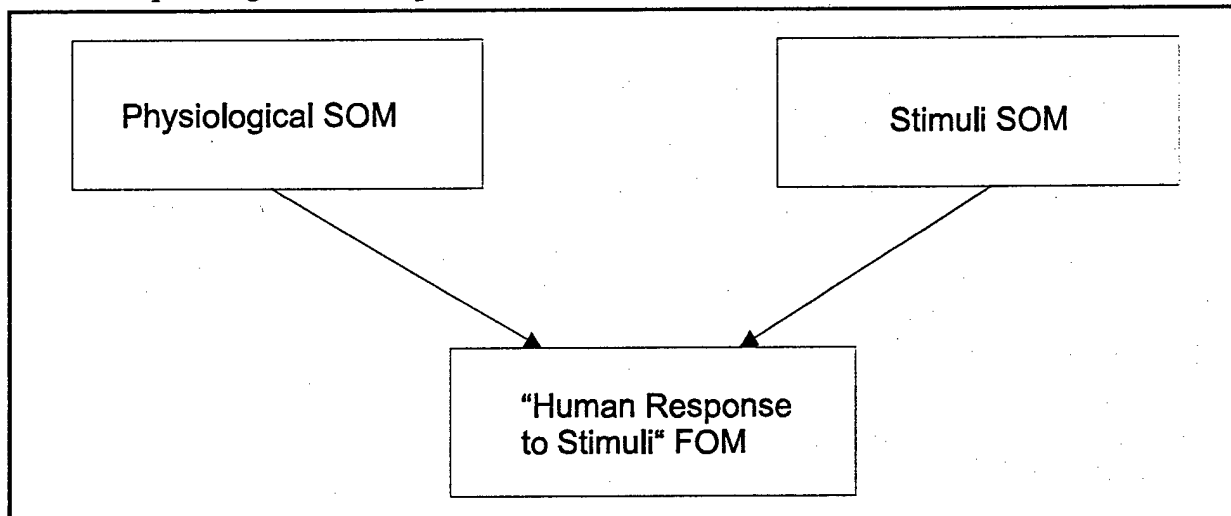 Physiological SOM
Stimuli SOM
“Human Response
to Stimuli“ FOM